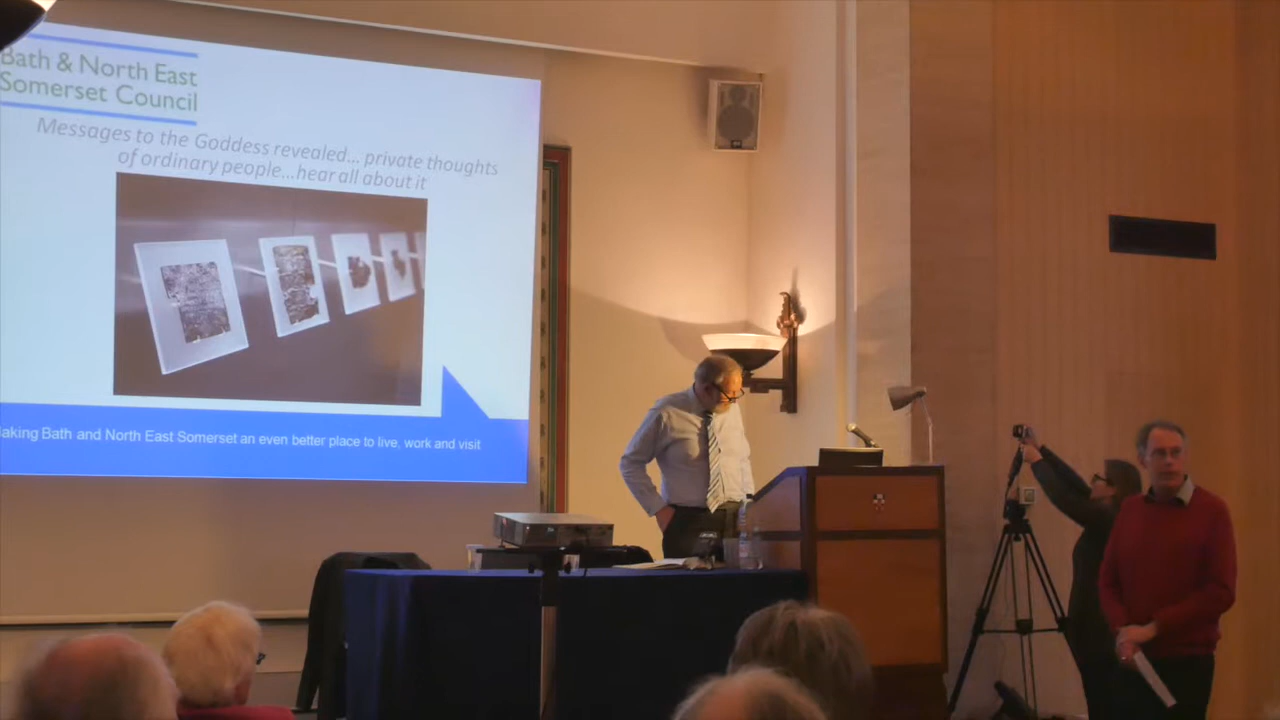 Bath & North East
Somerset Council
Messages to the Goddess revealed... private thoughts
of ordinary people...hear all about it
Making Bath and North East Somerset an even better place to live, work and visit